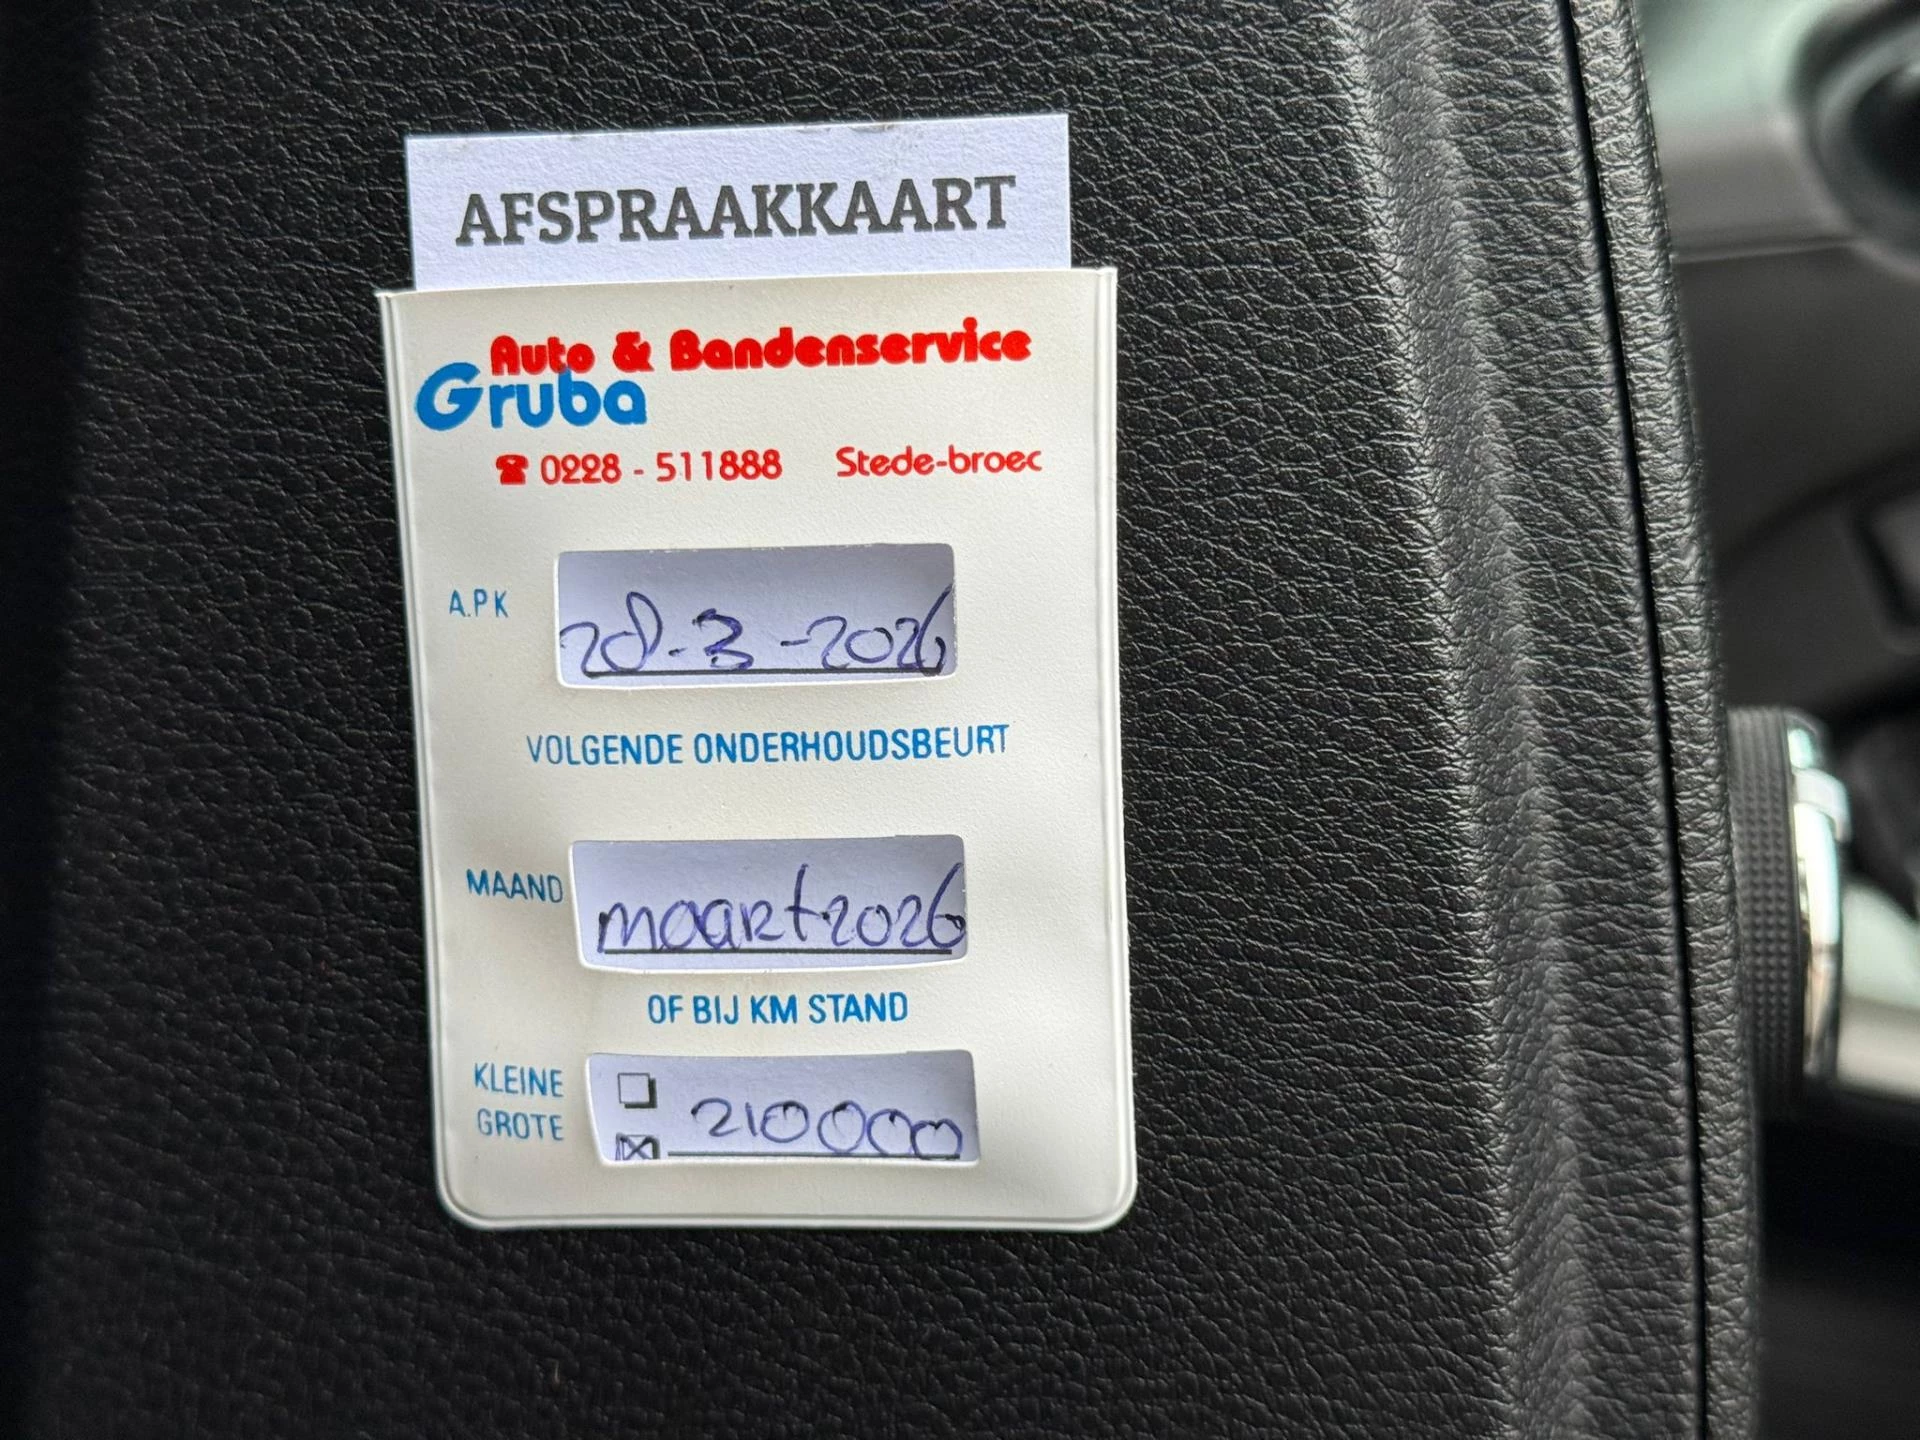 AFSPRAAKKAART
Auto & Bandenservice
Gruba
☎ 0228 - 511888 Stede-broec
A.P.K 28-3-2026
VOLGENDE ONDERHOUDSBEURT
MAAND maart 2026
OF BIJ KM STAND
KLEINE ☐
GROTE ☒ 210000